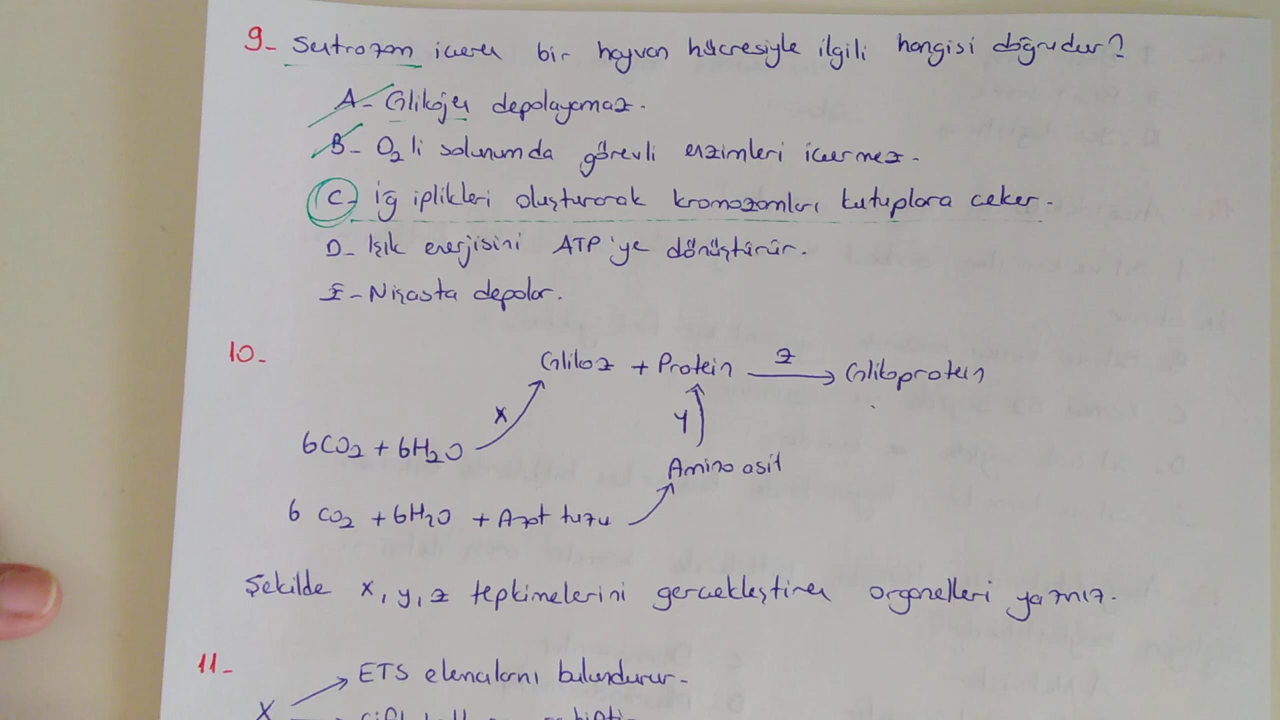 9- Sentrozom içeren bir hayvan hücresiyle ilgili hangisi doğrudur?
A- Glikojen depolayamaz.
B- O2 li solunumda görevli enzimleri içermez.
C- İğ iplikleri oluşturarak kromozomları kutuplara çeker.
D- Işık enerjisini ATP'ye dönüştürür.
E- Nişasta depolar.
10-
Glikoz + Protein z → Glikoprotein
x
y
6CO2 + 6H2O
Amino asit
6 CO2 + 6H2O + Azot tuzu
Şekilde x, y, z tepkimelerini gerçekleştiren organelleri yazınız.
11-
ETS elemanlarını bulundurur.
X